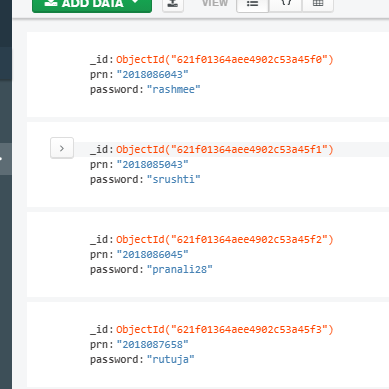 ADD DATA VIEW
_id: ObjectId("621f01364aee4902c53a45f0")
prn: "2018086043"
password: "rashmee"
_id: ObjectId("621f01364aee4902c53a45f1")
prn: "2018085043"
password: "srushti"
_id: ObjectId("621f01364aee4902c53a45f2")
prn: "2018086045"
password: "pranali28"
_id: ObjectId("621f01364aee4902c53a45f3")
prn: "2018087658"
password: "rutuja"